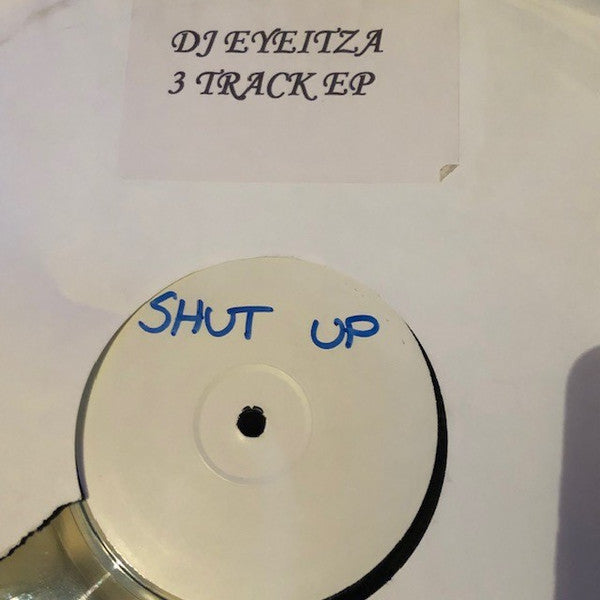 DJ EYEITZA
3 TRACK EP
SHUT UP